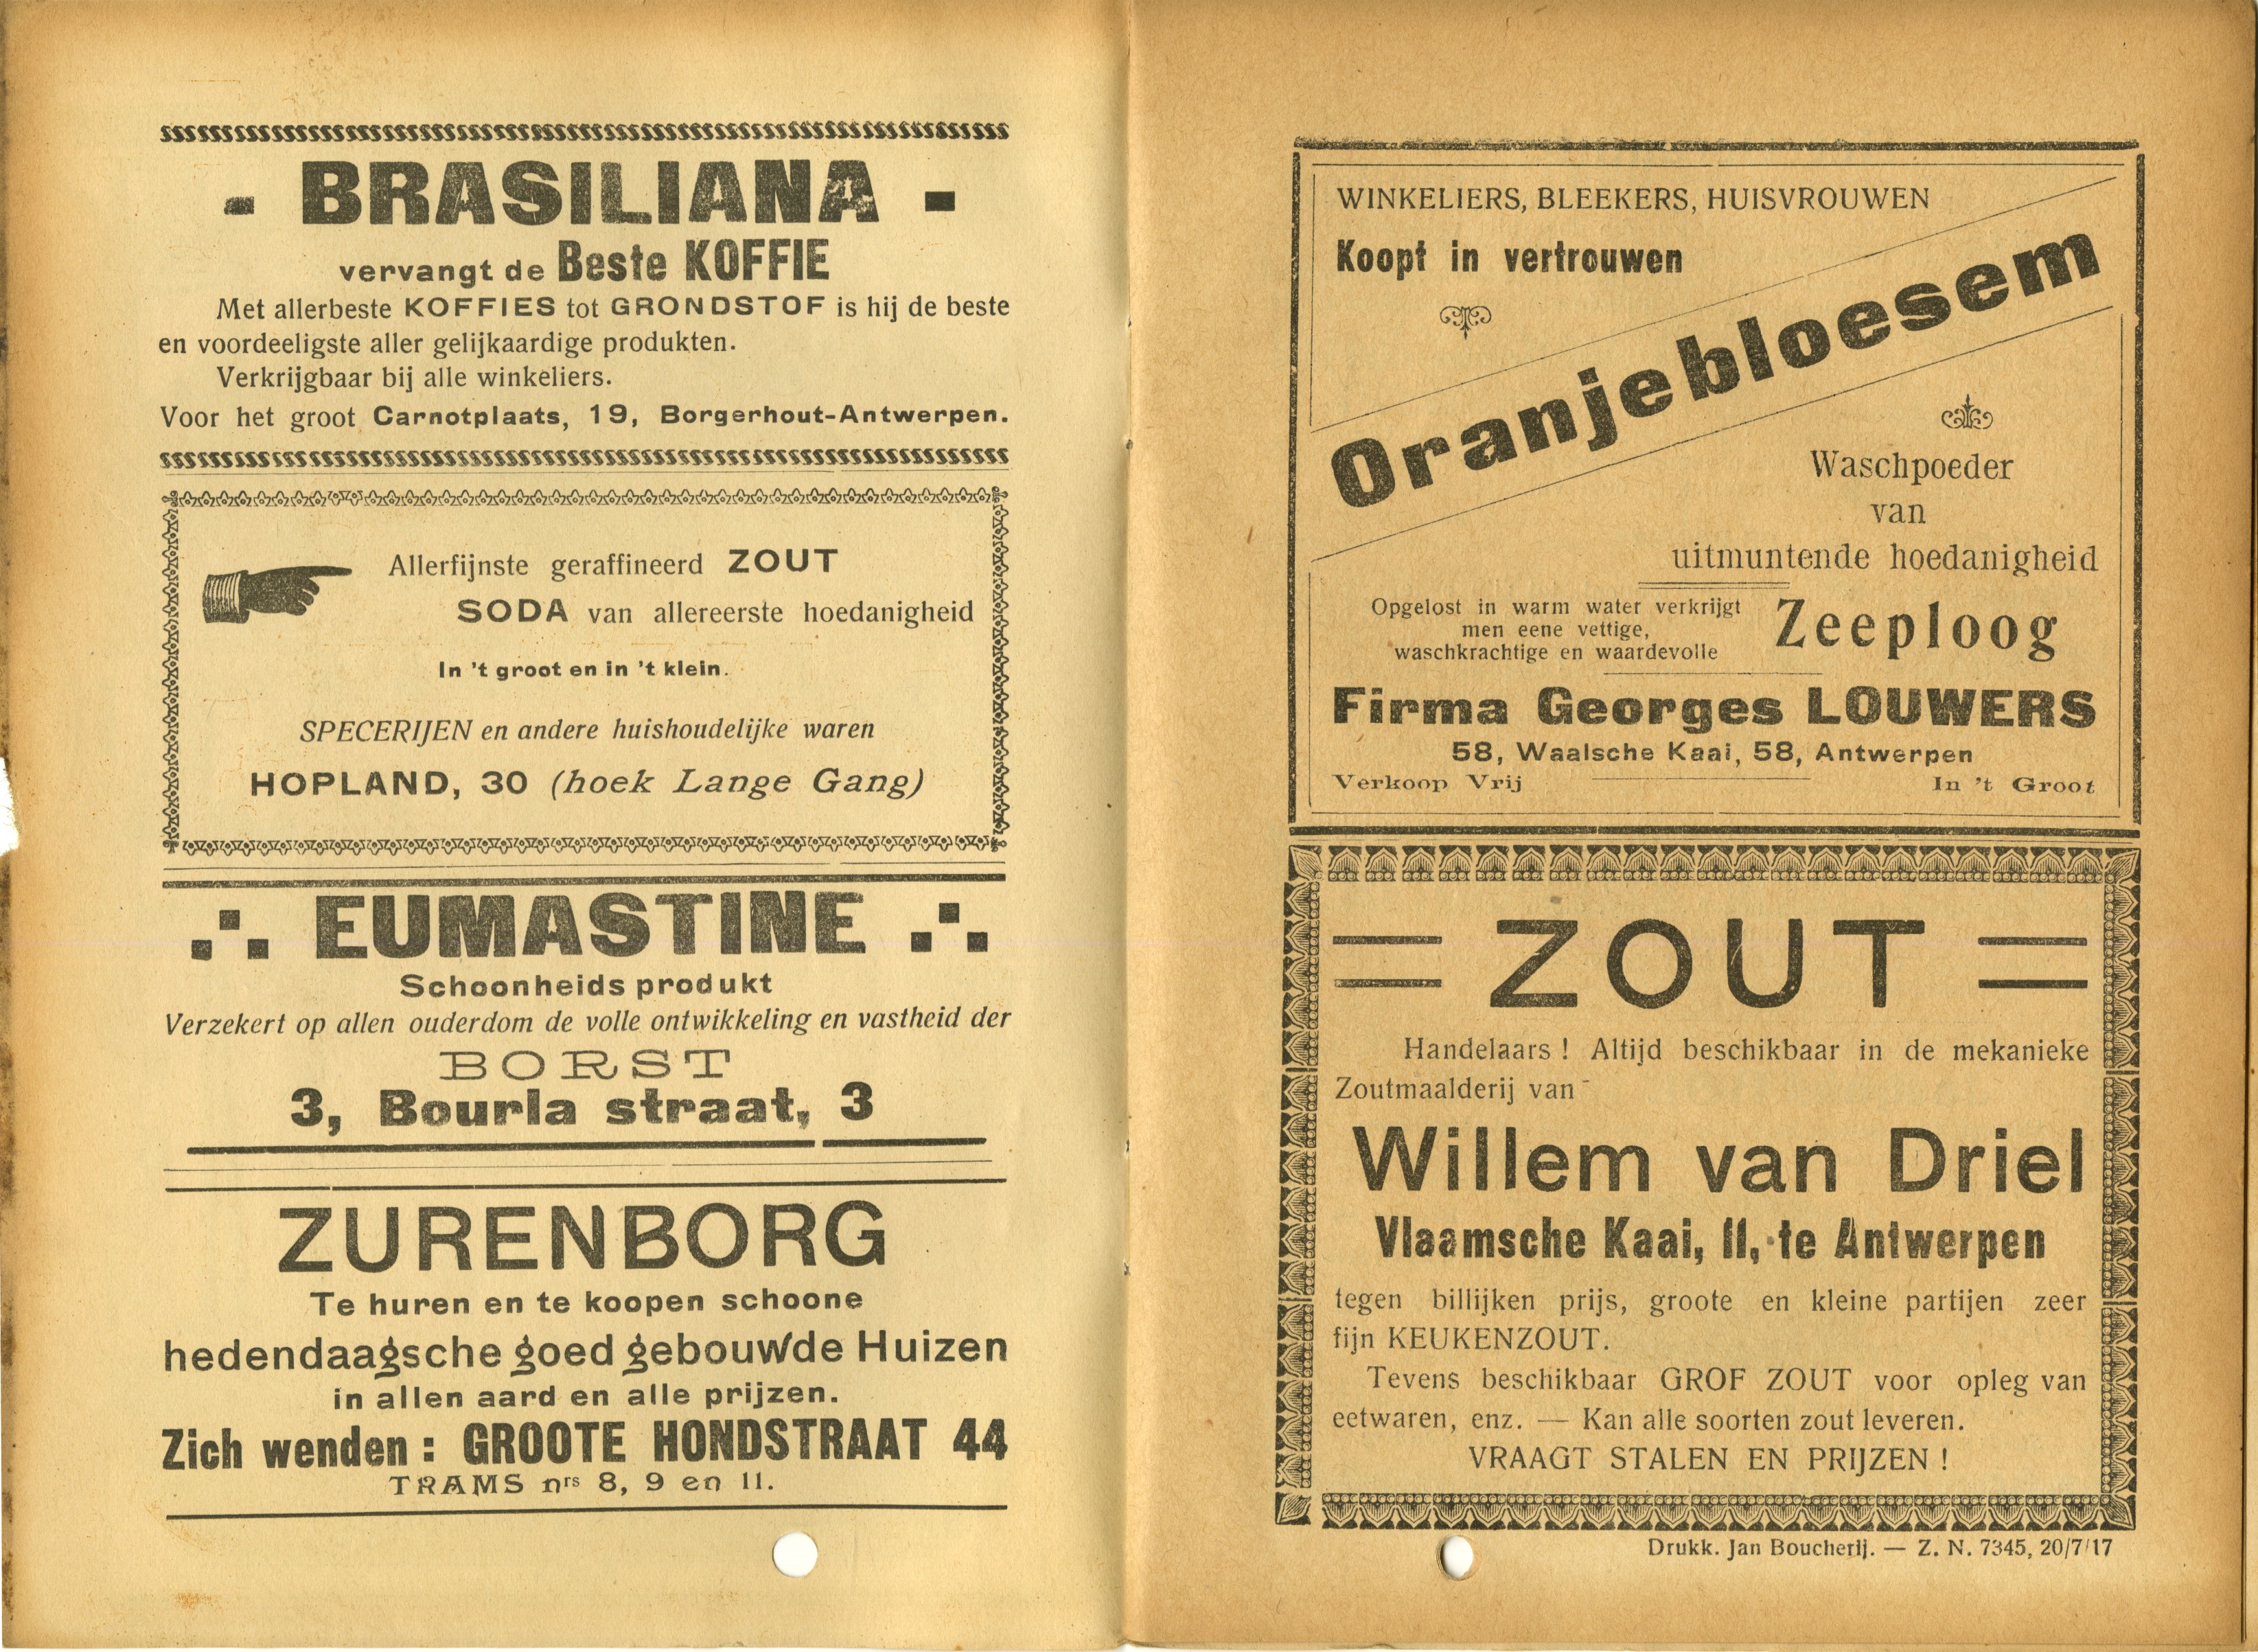 - BRASILIANA -
vervangt de Beste KOFFIE
Met allerbeste KOFFIES tot GRONDSTOF is hij de beste
en voordeeligste aller gelijkaardige produkten.
Verkrijgbaar bij alle winkeliers.
Voor het groot Carnotplaats, 19, Borgerhout-Antwerpen.
Allerfijnste geraffineerd ZOUT
SODA van allereerste hoedanigheid
In 't groot en in 't klein.
SPECERIJEN en andere huishoudelijke waren
HOPLAND, 30 (hoek Lange Gang)
EUMASTINE
Schoonheids produkt
Verzekert op allen ouderdom de volle ontwikkeling en vastheid der
BORST
3, Bourla straat, 3
ZURENBORG
Te huren en te koopen schoone
hedendaagsche goed gebouwde Huizen
in allen aard en alle prijzen.
Zich wenden : GROOTE HONDSTRAAT 44
TRAMS nrs 8, 9 en 11.
WINKELIERS, BLEEKERS, HUISVROUWEN
Koopt in vertrouwen
Oranjebloesem
Waschpoeder
van
uitmuntende hoedanigheid
Opgelost in warm water verkrijgt
men eene vettige,
waschkrachtige en waardevolle
Zeeploog
Firma Georges LOUWERS
58, Waalsche Kaai, 58, Antwerpen
Verkoop Vrij In 't Groot
ZOUT
Handelaars ! Altijd beschikbaar in de mekanieke
Zoutmaalderij van
Willem van Driel
Vlaamsche Kaai, 11, te Antwerpen
tegen billijken prijs, groote en kleine partijen zeer
fijn KEUKENZOUT.
Tevens beschikbaar GROF ZOUT voor opleg van
eetwaren, enz. — Kan alle soorten zout leveren.
VRAAGT STALEN EN PRIJZEN !
Drukk. Jan Boucherij. — Z. N. 7345, 20/7/17